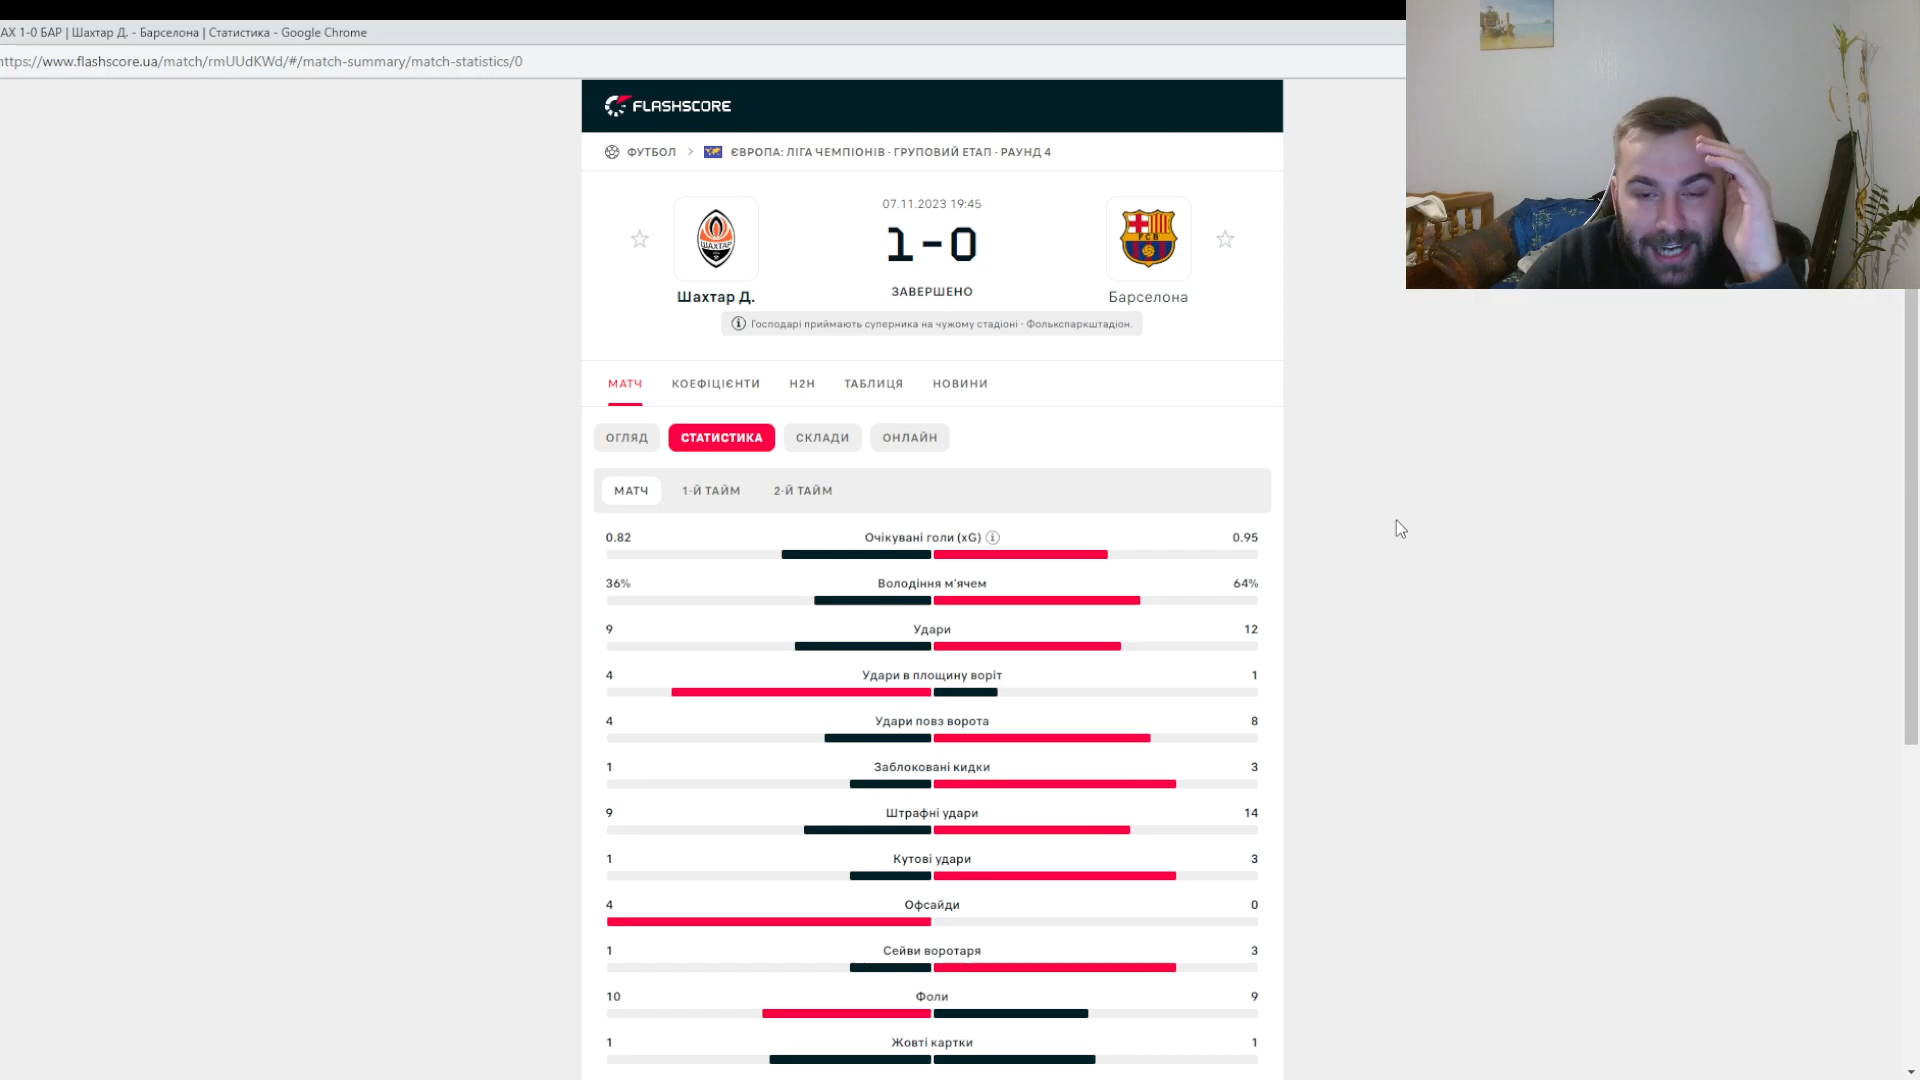 АХ 1-0 БАР | Шахтар Д. - Барселона | Статистика - Google Chrome
https://www.flashscore.ua/match/rmUUdKWd/#/match-summary/match-statistics/0
FLASHSCORE
ФУТБОЛ > ЄВРОПА: ЛІГА ЧЕМПІОНІВ - ГРУПОВИЙ ЕТАП - РАУНД 4
07.11.2023 19:45
1-0
ЗАВЕРШЕНО
ШАХТАР
FCB
Шахтар Д.
Барселона
Господарі приймають суперника на чужому стадіоні - Фолькспаркштадіон.
МАТЧ КОЕФІЦІЄНТИ H2H ТАБЛИЦЯ НОВИНИ
ОГЛЯД СТАТИСТИКА СКЛАДИ ОНЛАЙН
МАТЧ 1-Й ТАЙМ 2-Й ТАЙМ
0.82 Очікувані голи (xG) 0.95
36% Володіння м'ячем 64%
9 Удари 12
4 Удари в площину воріт 1
4 Удари повз ворота 8
1 Заблоковані кидки 3
9 Штрафні удари 14
1 Кутові удари 3
4 Офсайди 0
1 Сейви воротаря 3
10 Фоли 9
1 Жовті картки 1